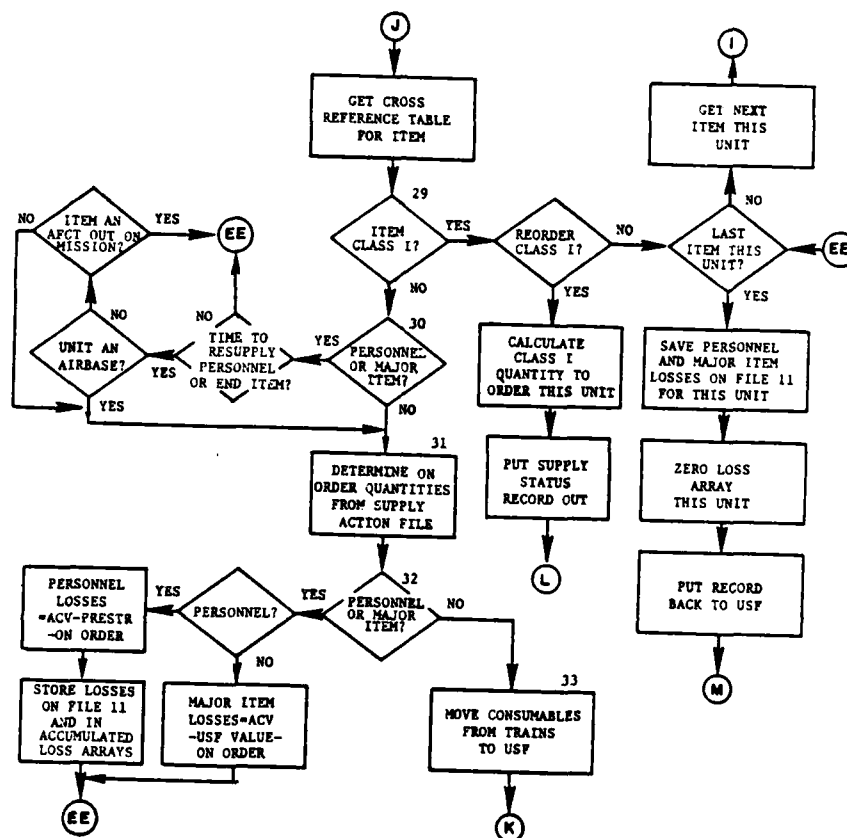 J
I
GET CROSS
REFERENCE TABLE
FOR ITEM
GET NEXT
ITEM THIS
UNIT
29
NO
ITEM AN
AFCT OUT ON
MISSION?
YES
EE
ITEM
CLASS I?
YES
REORDER
CLASS I?
NO
NO
LAST
ITEM THIS
UNIT?
EE
NO
YES
YES
NO
UNIT AN
AIRBASE?
YES
NO
TIME TO
RESUPPLY
PERSONNEL
OR END ITEM?
YES
30
PERSONNEL
OR MAJOR
ITEM?
CALCULATE
CLASS I
QUANTITY TO
ORDER THIS UNIT
SAVE PERSONNEL
AND MAJOR ITEM
LOSSES ON FILE 11
FOR THIS UNIT
YES
NO
31
DETERMINE ON
ORDER QUANTITIES
FROM SUPPLY
ACTION FILE
PUT SUPPLY
STATUS
RECORD OUT
ZERO LOSS
ARRAY
THIS UNIT
L
PERSONNEL
LOSSES
=ACV-PRESTR
-ON ORDER
YES
PERSONNEL?
YES
32
PERSONNEL
OR MAJOR
ITEM?
NO
PUT RECORD
BACK TO USF
NO
M
STORE LOSSES
ON FILE 11
AND IN
ACCUMULATED
LOSS ARRAYS
MAJOR ITEM
LOSSES=ACV
-USF VALUE-
ON ORDER
33
MOVE CONSUMABLES
FROM TRAINS
TO USF
EE
K